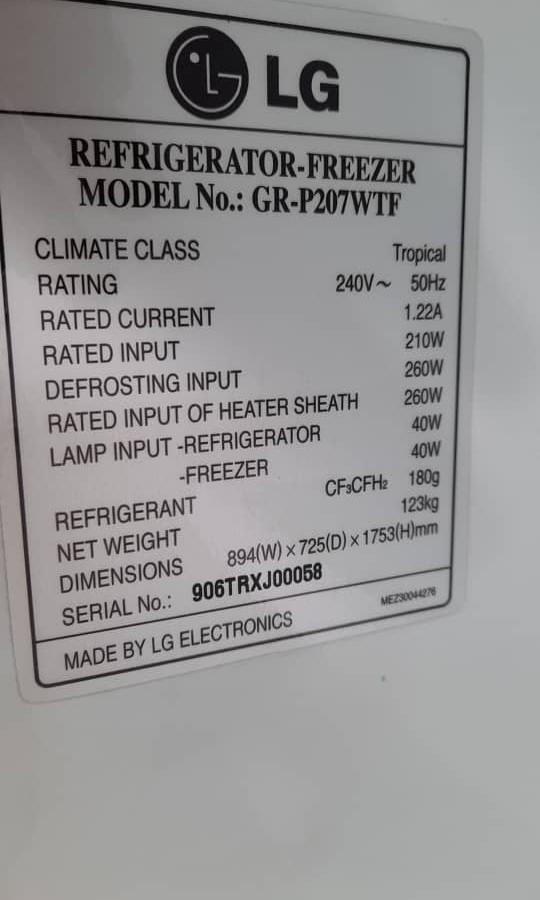 LG
REFRIGERATOR-FREEZER
MODEL No.: GR-P207WTF
CLIMATE CLASS Tropical
RATING 240V~ 50Hz
RATED CURRENT 1.22A
RATED INPUT 210W
DEFROSTING INPUT 260W
RATED INPUT OF HEATER SHEATH 260W
LAMP INPUT -REFRIGERATOR 40W
-FREEZER 40W
REFRIGERANT CF₃CFH₂ 180g
NET WEIGHT 123kg
DIMENSIONS 894(W) × 725(D) × 1753(H)mm
SERIAL No.: 906TRXJ00058
MADE BY LG ELECTRONICS MEZ30044276